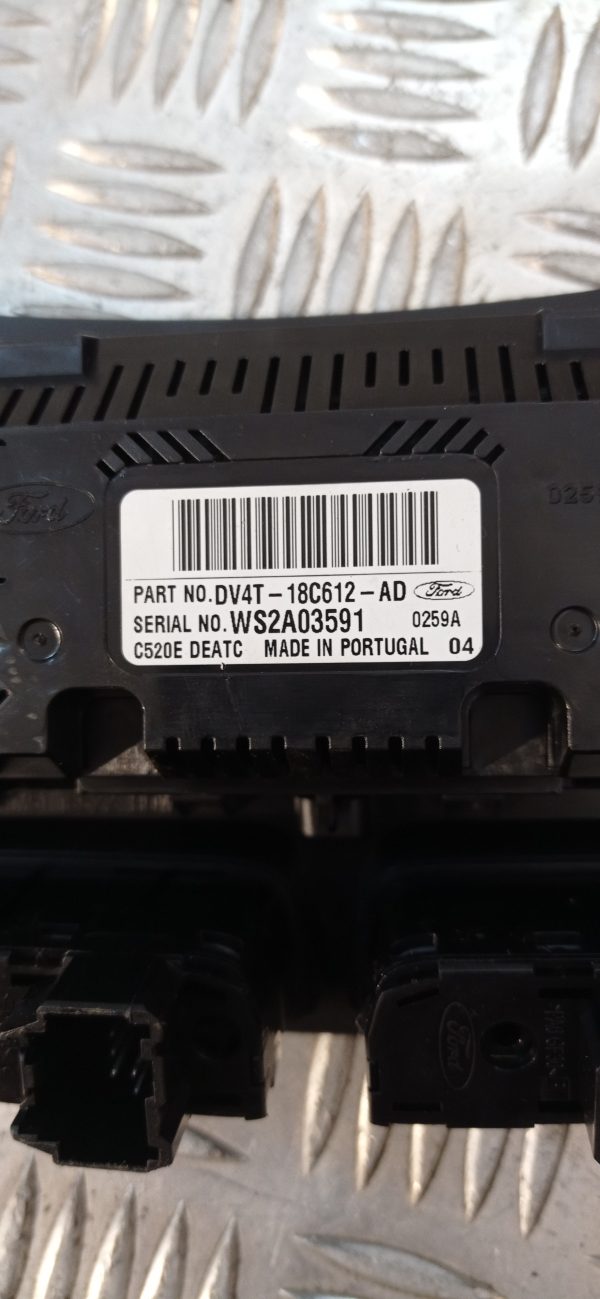 Ford
PART NO. DV4T-18C612-AD Ford
SERIAL NO. WS2A03591 0259A
C520E DEATC MADE IN PORTUGAL 04
Ford